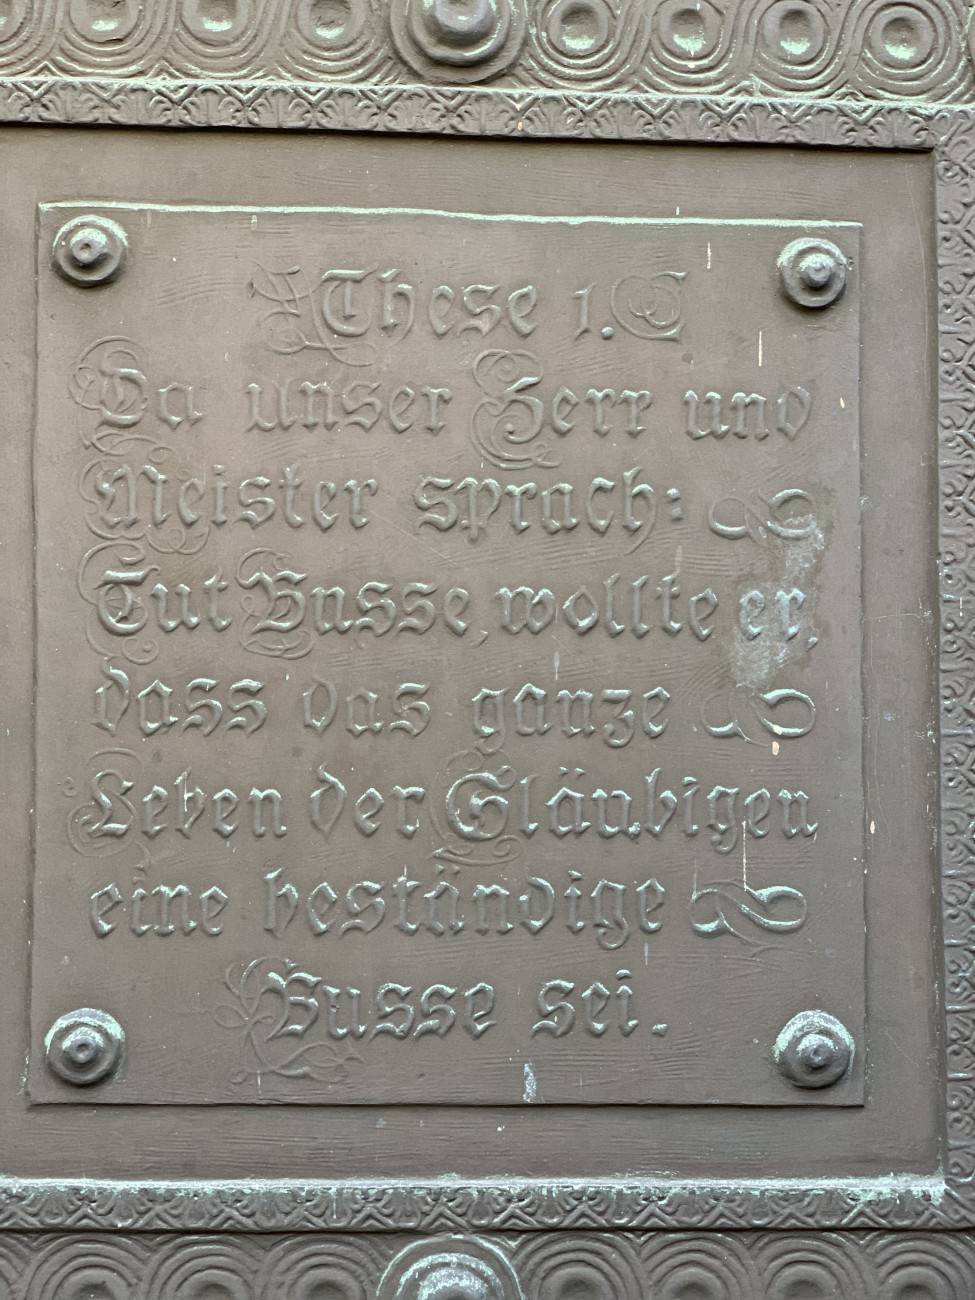 These 1.
Da unser Herr und
Meister sprach:
Tut Busse, wollte er,
dass das ganze
Leben der Gläubigen
eine beständige
Busse sei.